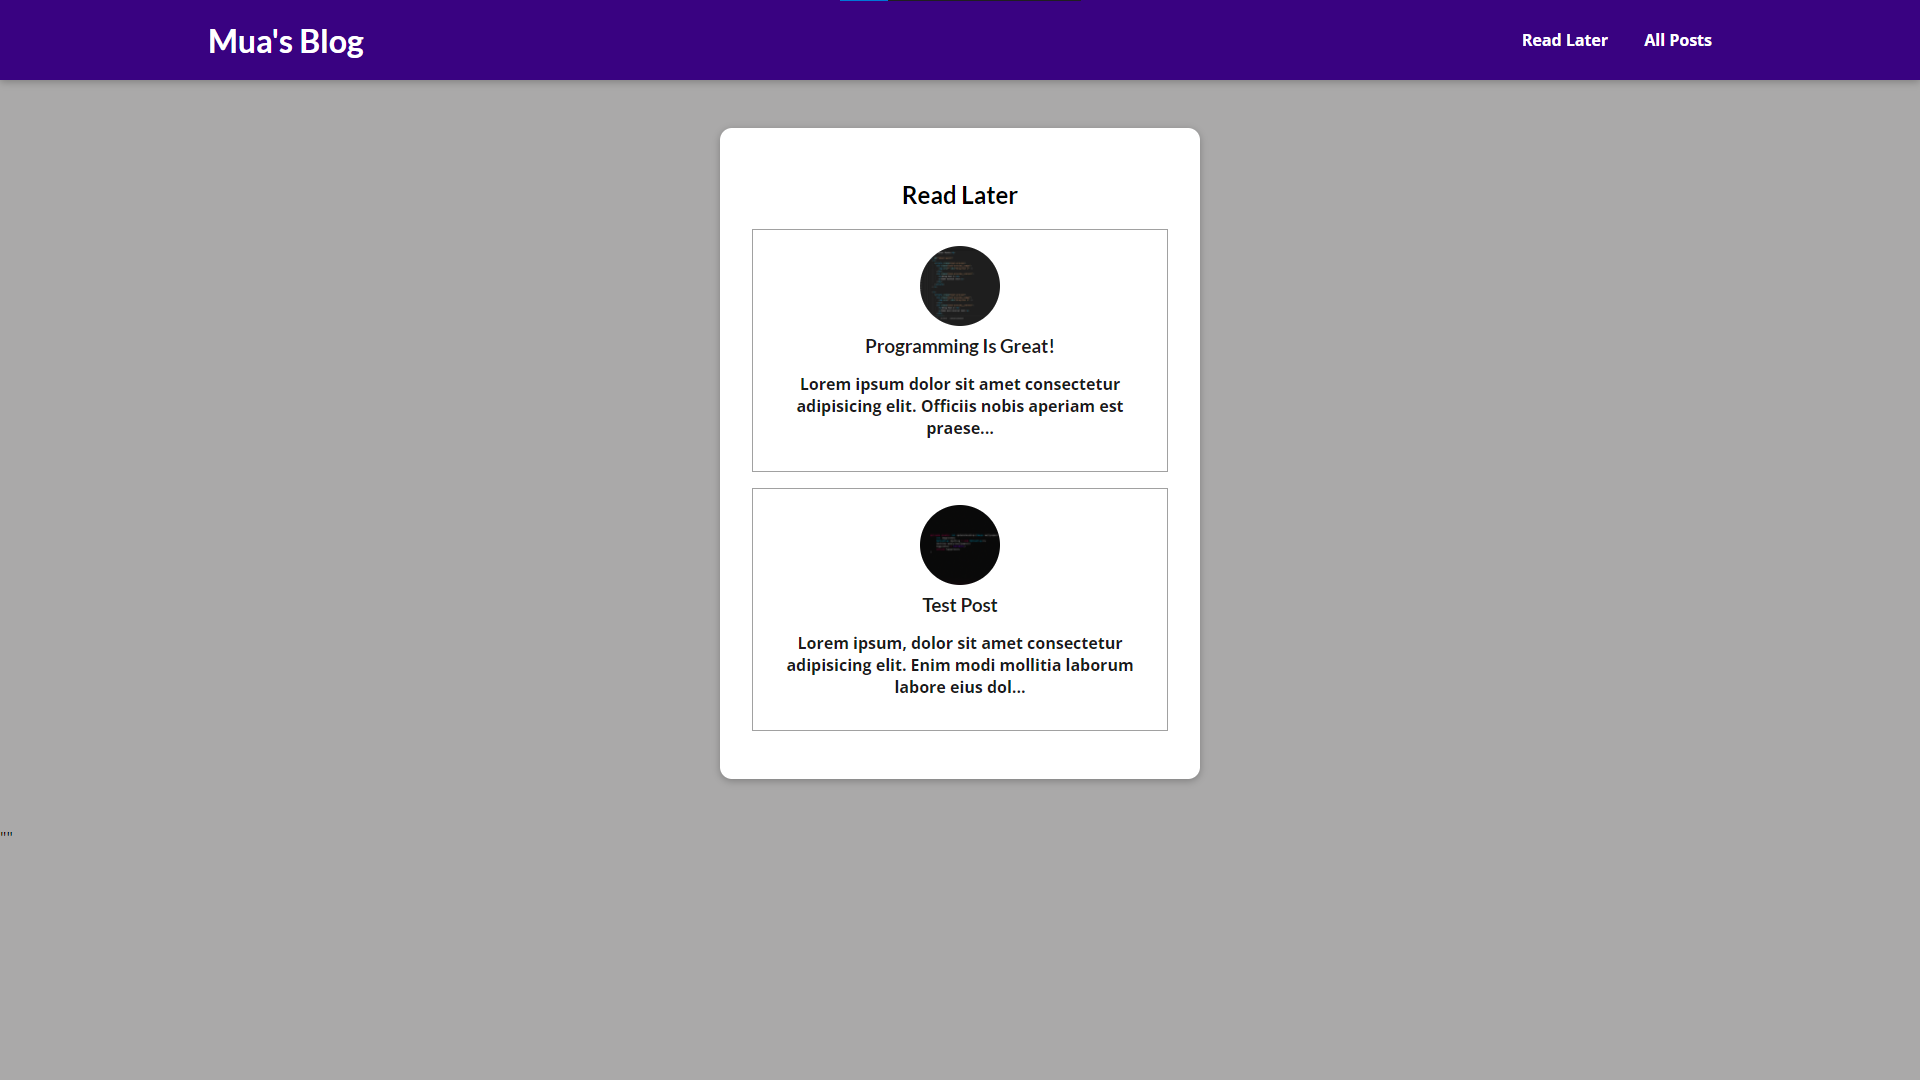 Mua's Blog
Read Later
All Posts
Read Later
Programming Is Great!
Lorem ipsum dolor sit amet consectetur
adipisicing elit. Officiis nobis aperiam est
praese...
Test Post
Lorem ipsum, dolor sit amet consectetur
adipisicing elit. Enim modi mollitia laborum
labore eius dol...
""